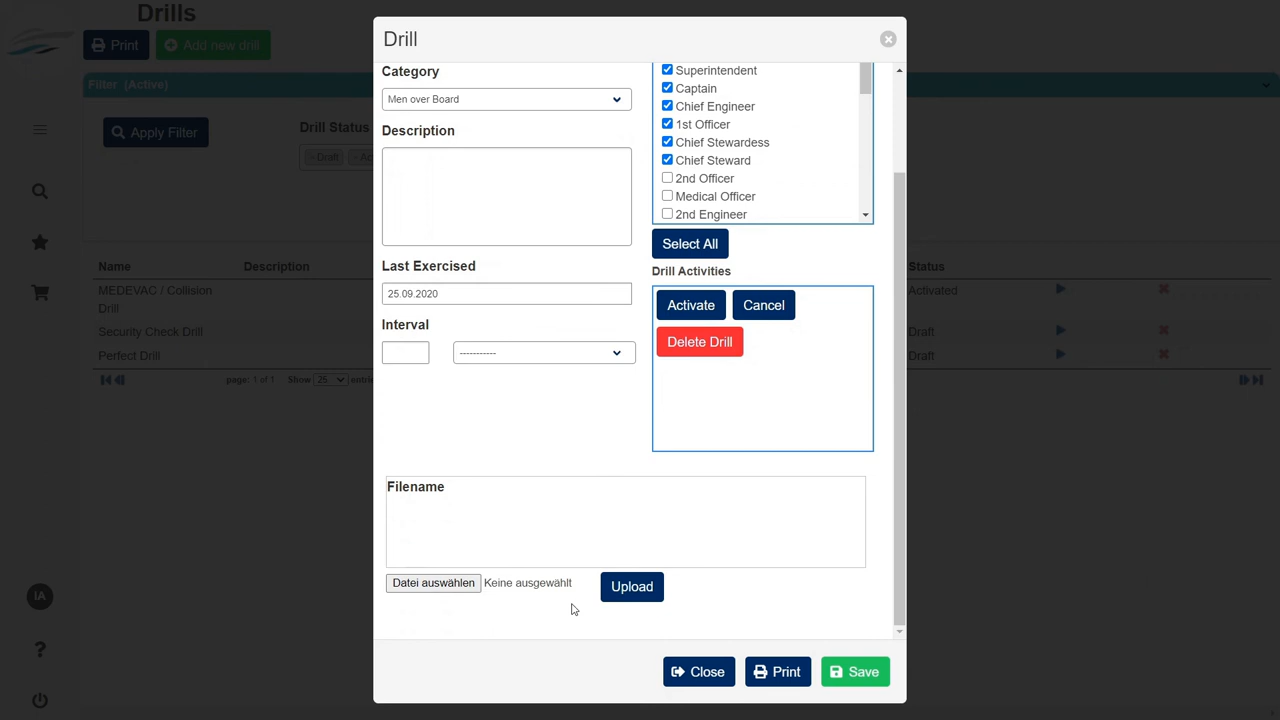 Drills
Print
Add new drill
Filter (Active)
Apply Filter
Drill Status
- Draft
Name
Description
Status
MEDEVAC / Collision
Drill
Activated
Security Check Drill
Draft
Perfect Drill
Draft
page: 1 of 1 Show 25
IA
?
Drill
Category
Men over Board
Description
Last Exercised
25.09.2020
Interval
-----------
Superintendent
Captain
Chief Engineer
1st Officer
Chief Stewardess
Chief Steward
2nd Officer
Medical Officer
2nd Engineer
Select All
Drill Activities
Activate
Cancel
Delete Drill
Filename
Datei auswählen Keine ausgewählt
Upload
Close
Print
Save